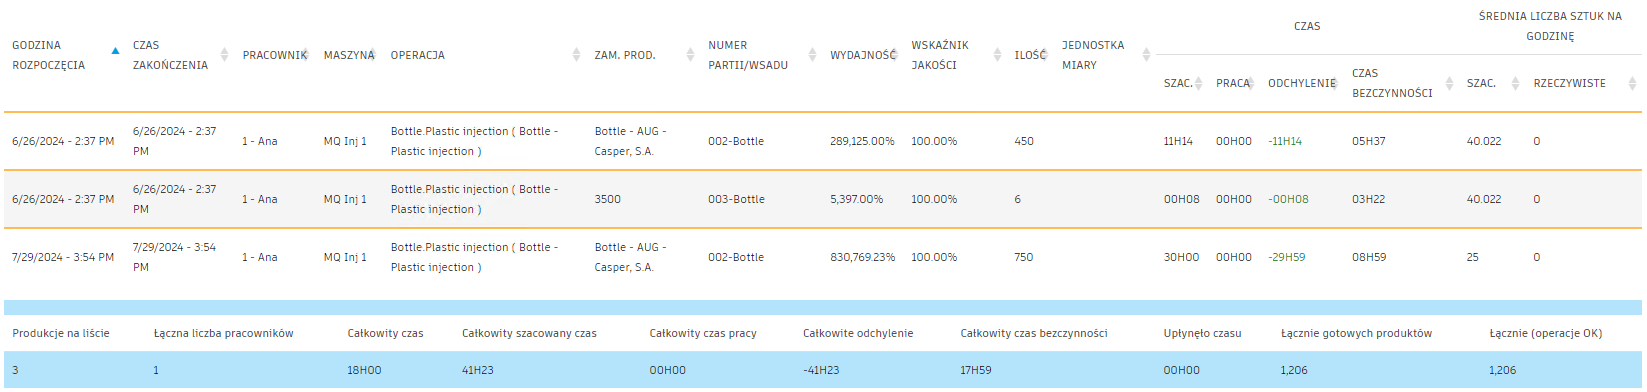 GODZINA ROZPOCZĘCIA CZAS ZAKOŃCZENIA PRACOWNIK MASZYNA OPERACJA ZAM. PROD. NUMER PARTII/WSADU WYDAJNOŚĆ WSKAŹNIK JAKOŚCI ILOŚĆ JEDNOSTKA MIARY CZAS ŚREDNIA LICZBA SZTUK NA GODZINĘ
SZAC. PRACA ODCHYLENIE CZAS BEZCZYNNOŚCI SZAC. RZECZYWISTE
6/26/2024 - 2:37 PM 6/26/2024 - 2:37 PM 1 - Ana MQ Inj 1 Bottle.Plastic injection ( Bottle - Plastic injection ) Bottle - AUG - Casper, S.A. 002-Bottle 289,125.00% 100.00% 450 11H14 00H00 -11H14 05H37 40.022 0
6/26/2024 - 2:37 PM 6/26/2024 - 2:37 PM 1 - Ana MQ Inj 1 Bottle.Plastic injection ( Bottle - Plastic injection ) 3500 003-Bottle 5,397.00% 100.00% 6 00H08 00H00 -00H08 03H22 40.022 0
7/29/2024 - 3:54 PM 7/29/2024 - 3:54 PM 1 - Ana MQ Inj 1 Bottle.Plastic injection ( Bottle - Plastic injection ) Bottle - AUG - Casper, S.A. 002-Bottle 830,769.23% 100.00% 750 30H00 00H00 -29H59 08H59 25 0
Produkcje na liście Łączna liczba pracowników Całkowity czas Całkowity szacowany czas Całkowity czas pracy Całkowite odchylenie Całkowity czas bezczynności Upłynęło czasu Łącznie gotowych produktów Łącznie (operacje OK)
3 1 18H00 41H23 00H00 -41H23 17H59 00H00 1,206 1,206